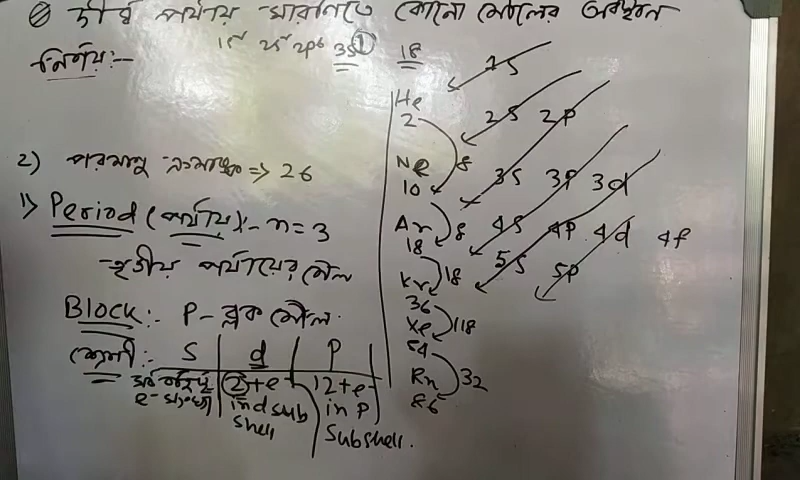 দীর্ঘ পর্যায় সারণিতে কোনো মৌলের অবস্থান
নির্ণয়:-
1s² 2s² 2p6 3s①
2) পরমাণু ক্রমাঙ্ক => 26
1) Period (পর্যায়):- n=3
তৃতীয় পর্যায়ের মৌল
Block:- P-ব্লক মৌল
শ্রেণী:- S | d | P
সর্ববহিঃস্থ e- সংখ্যা | 2+e- in d sub shell | 12+e- in P Subshell.
18
He 2
8
Ne 10
8
Ar 18
18
Kr 36
18
Xe 54
32
Rn 86
1S
2S 2P
3S 3P 3d
4S 4P 4d 4f
5S 5P